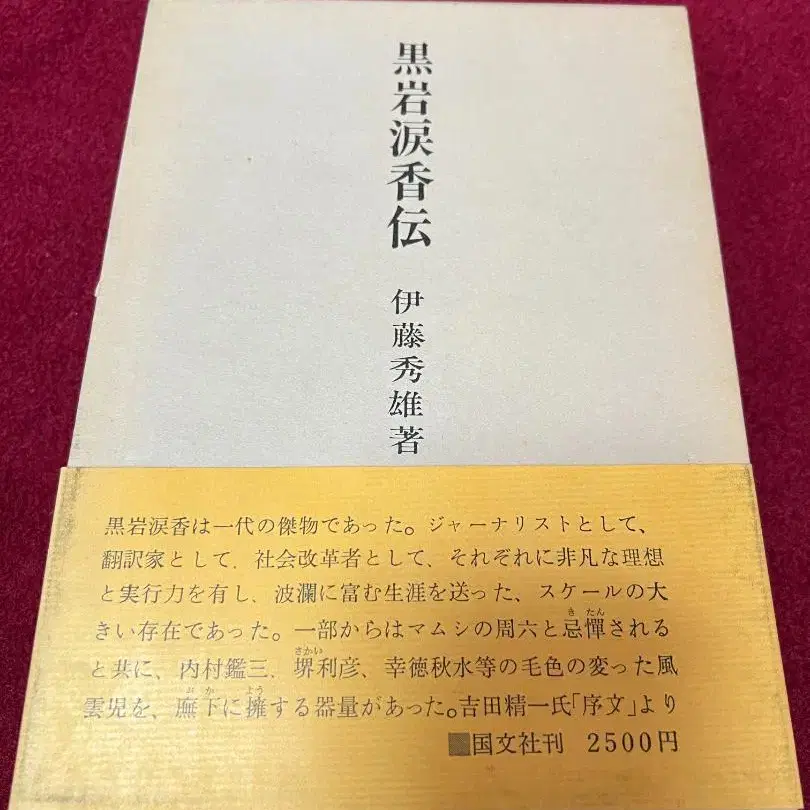 黒岩涙香伝
伊藤秀雄著
黒岩涙香は一代の傑物であった。ジャーナリストとして、
翻訳家として、社会改革者として、それぞれに非凡な理想
と実行力を有し、波瀾に富む生涯を送った、スケールの大
きい存在であった。一部からはマムシの周六と忌憚される
と共に、内村鑑三、堺利彦、幸徳秋水等の毛色の変った風
雲児を、廡下に擁する器量があった。吉田精一氏「序文」より
国文社刊 2500円